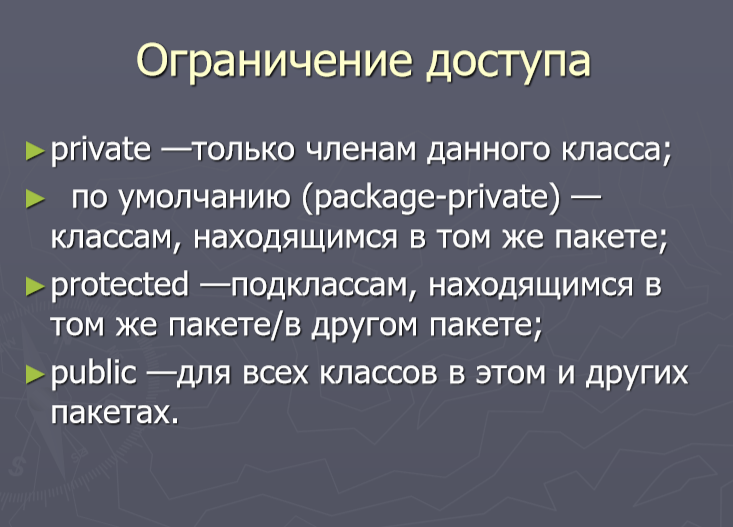 Ограничение доступа
►private —только членам данного класса;
► по умолчанию (package-private) —
классам, находящимся в том же пакете;
►protected —подклассам, находящимся в
том же пакете/в другом пакете;
►public —для всех классов в этом и других
пакетах.